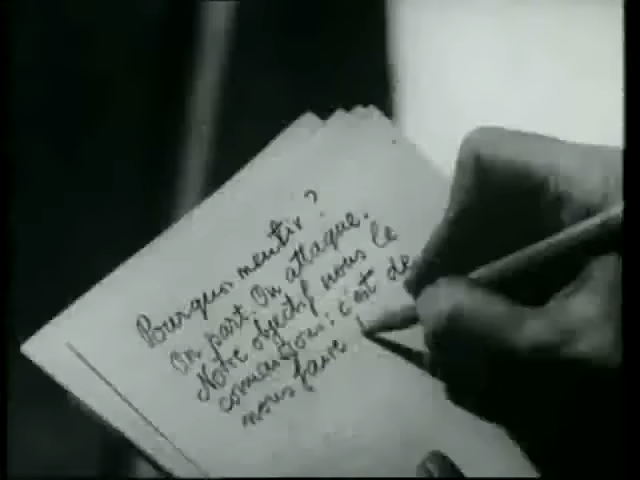 Pourquoi mentir?
On part. On attaque.
Notre objectif nous le
connaissons: c'est de
nous faire